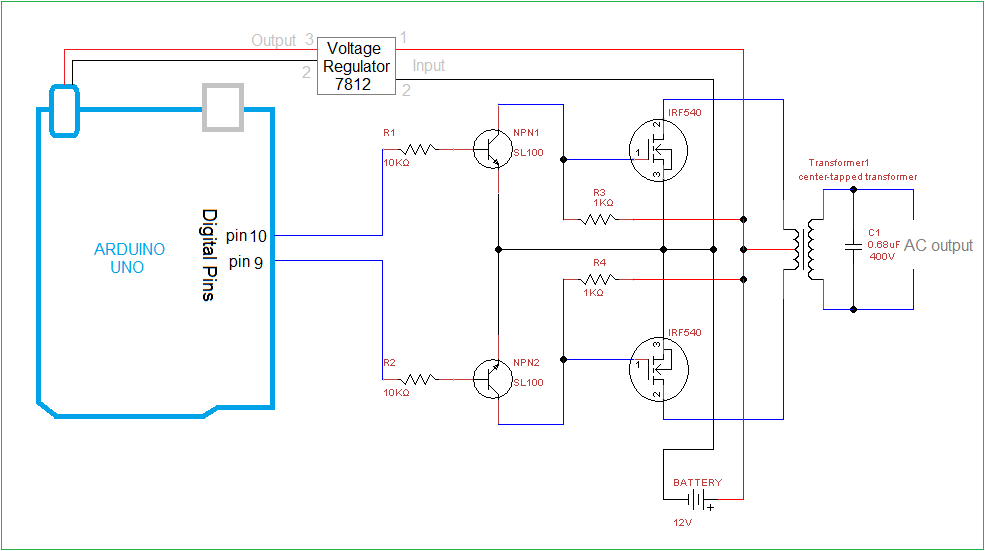 Output 3
Voltage
Regulator
7812
1
2
Input
2
R1
10KΩ
NPN1
SL100
IRF540
2
1
3
Transformer1
center-tapped transformer
R3
1KΩ
Digital Pins
pin10
pin 9
ARDUINO
UNO
C1
0.68uF
400V
AC output
R4
1KΩ
IRF540
3
1
2
R2
10KΩ
NPN2
SL100
BATTERY
+
12V